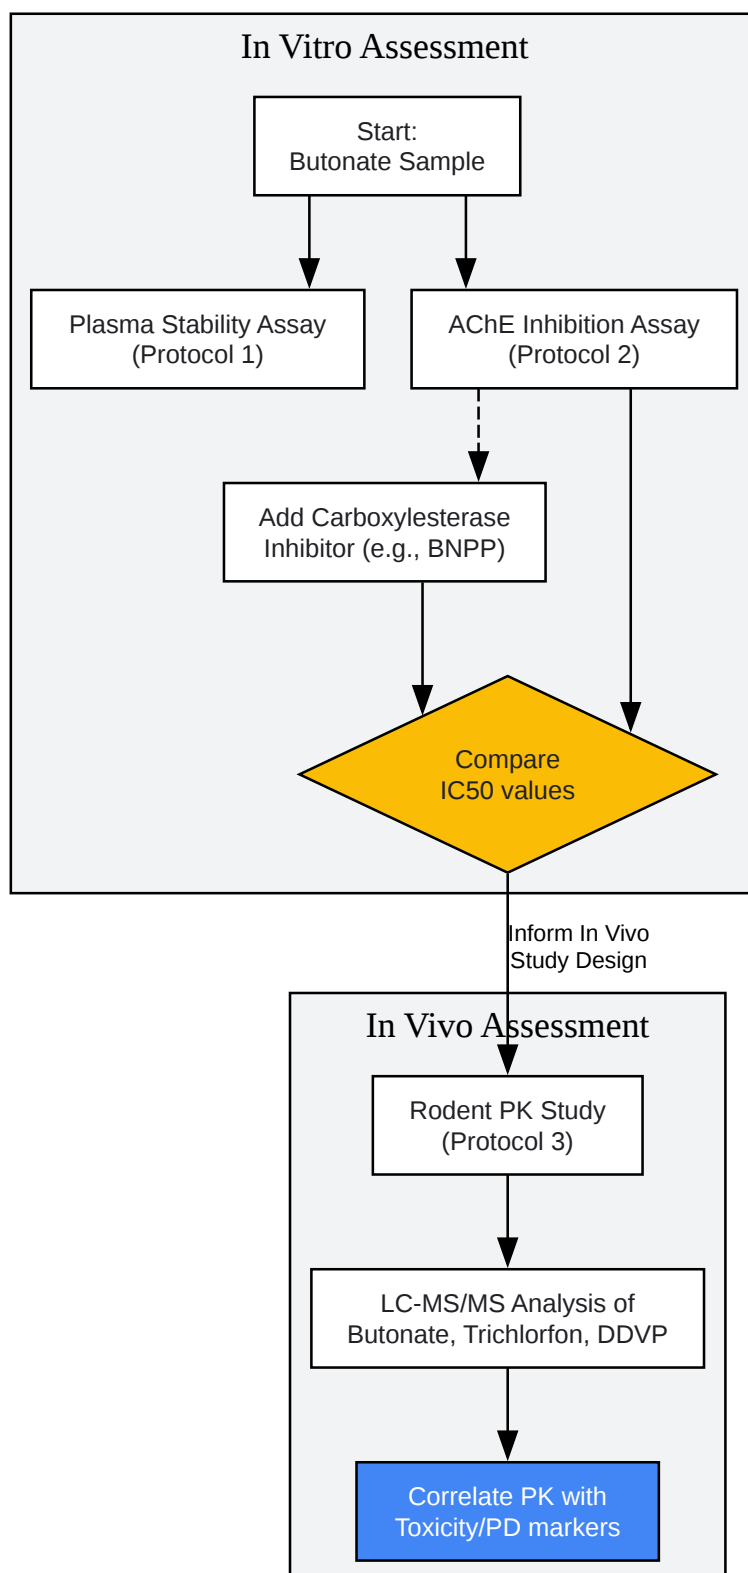 In Vitro Assessment
Start:
Butonate Sample
Plasma Stability Assay
(Protocol 1)
AChE Inhibition Assay
(Protocol 2)
Add Carboxylesterase
Inhibitor (e.g., BNPP)
Compare
IC50 values
Inform In Vivo
Study Design
In Vivo Assessment
Rodent PK Study
(Protocol 3)
LC-MS/MS Analysis of
Butonate, Trichlorfon, DDVP
Correlate PK with
Toxicity/PD markers